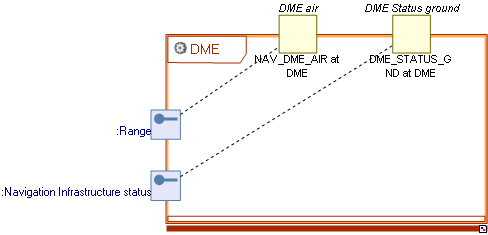 DME air
DME Status ground
DME
NAV_DME_AIR at
DME
DME_STATUS_G
ND at DME
:Range
:Navigation Infrastructure status